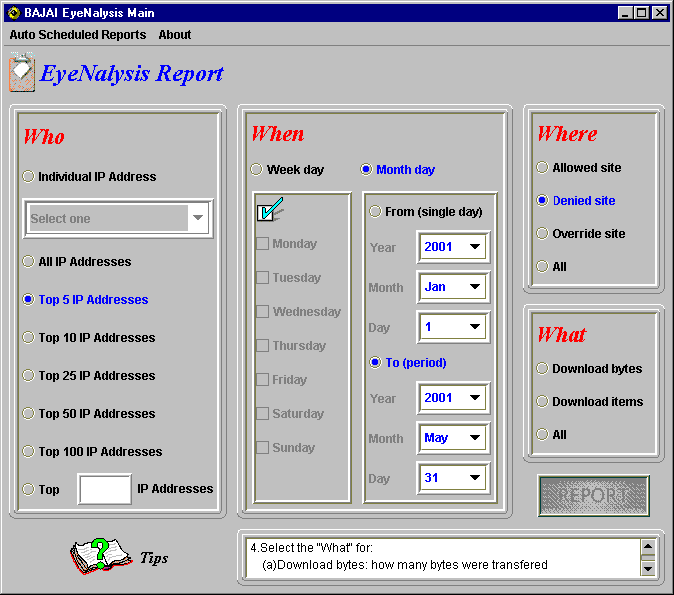 BAJAI EyeNalysis Main
Auto Scheduled Reports About
EyeNalysis Report
Who
Individual IP Address
Select one
All IP Addresses
Top 5 IP Addresses
Top 10 IP Addresses
Top 25 IP Addresses
Top 50 IP Addresses
Top 100 IP Addresses
Top IP Addresses
When
Week day
Month day
Monday
Tuesday
Wednesday
Thursday
Friday
Saturday
Sunday
From (single day)
Year 2001
Month Jan
Day 1
To (period)
Year 2001
Month May
Day 31
Where
Allowed site
Denied site
Override site
All
What
Download bytes
Download items
All
REPORT
Tips
4.Select the "What" for:
(a)Download bytes: how many bytes were transfered